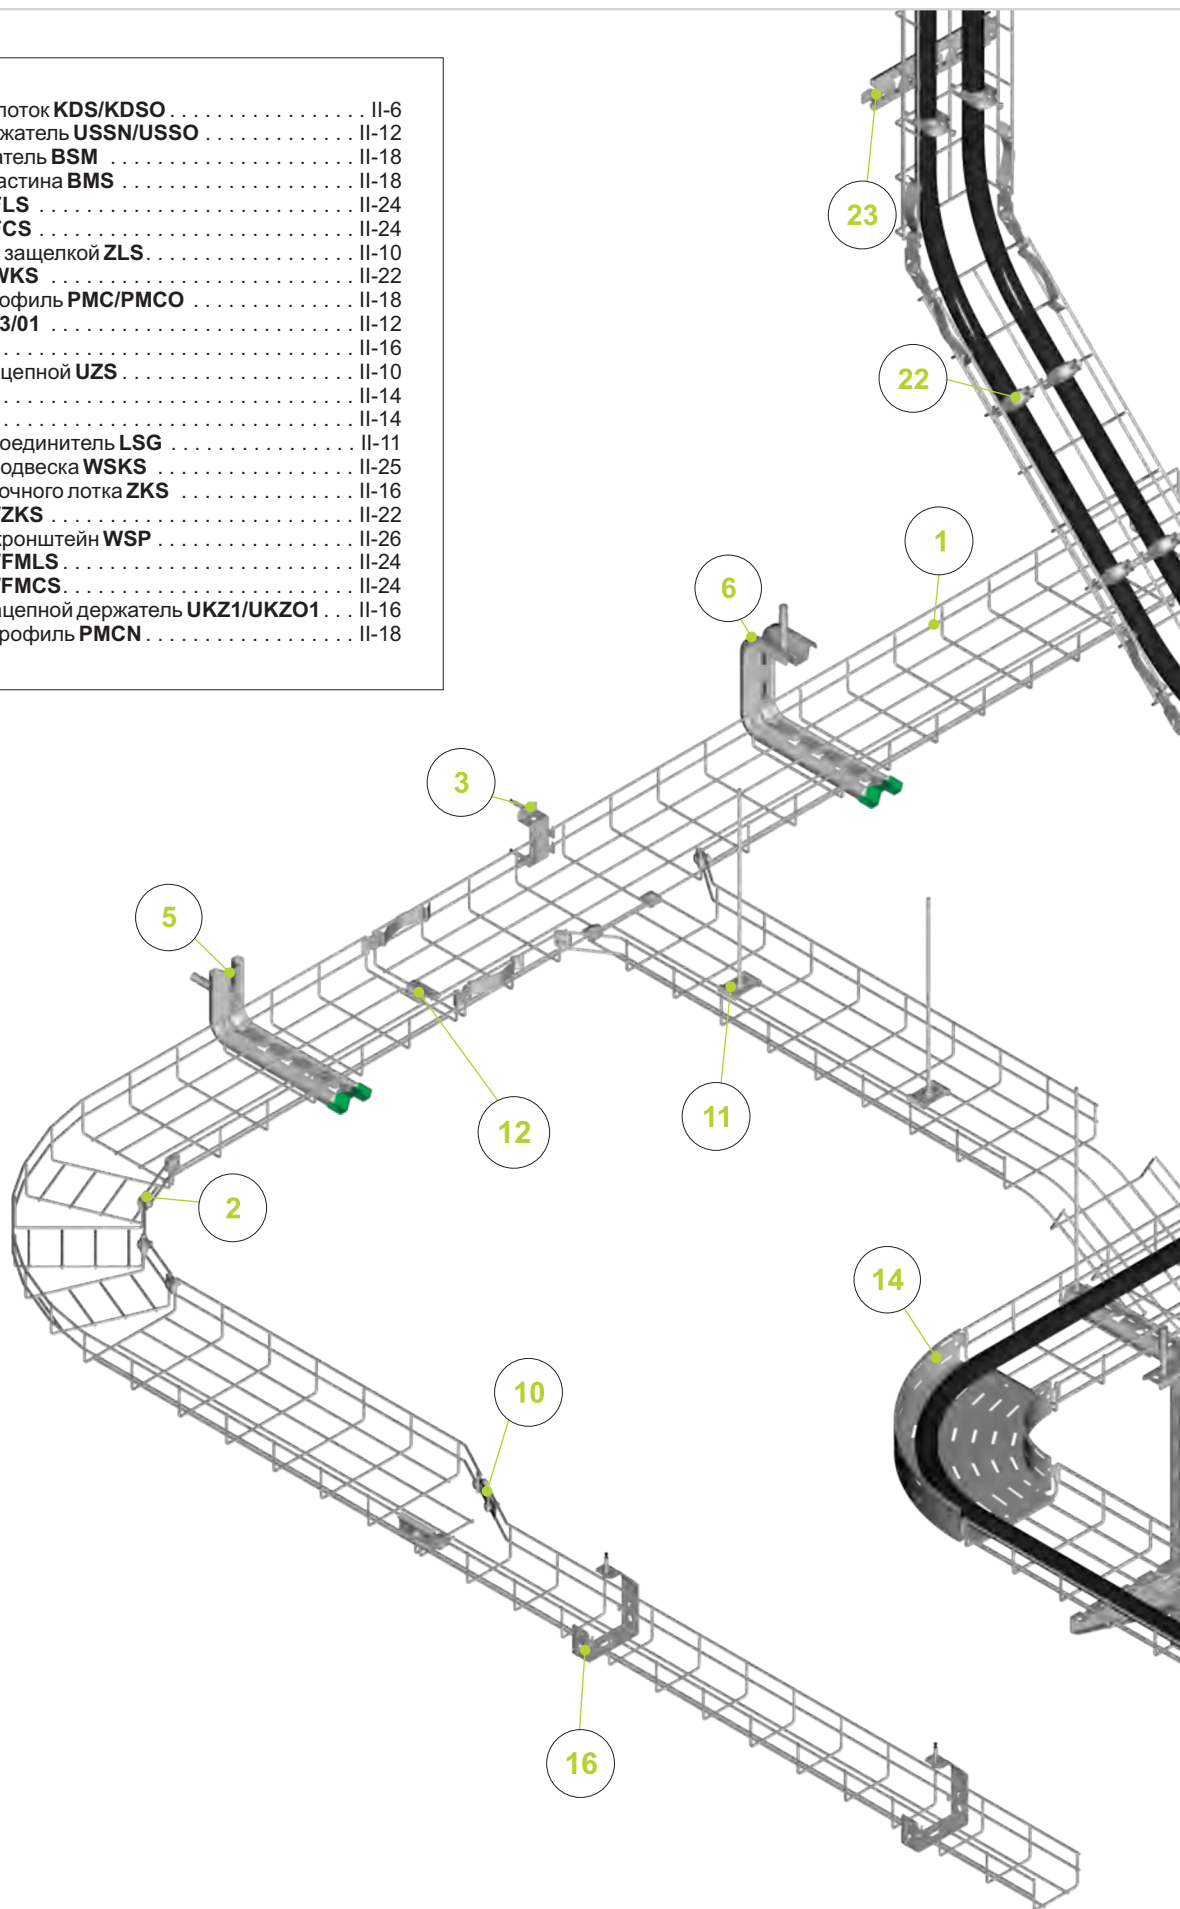 лоток KDS/KDSO . . . . . . . . . . . . . . . . . II-6
жатель USSN/USSO . . . . . . . . . . . . . II-12
атель BSM . . . . . . . . . . . . . . . . . . . . . II-18
астина BMS . . . . . . . . . . . . . . . . . . . . II-18
FLS . . . . . . . . . . . . . . . . . . . . . . . . . . . II-24
FCS . . . . . . . . . . . . . . . . . . . . . . . . . . . II-24
защелкой ZLS . . . . . . . . . . . . . . . . . . II-10
WKS . . . . . . . . . . . . . . . . . . . . . . . . . . II-22
офиль PMC/PMCO . . . . . . . . . . . . . . II-18
3/01 . . . . . . . . . . . . . . . . . . . . . . . . . . II-12
. . . . . . . . . . . . . . . . . . . . . . . . . . . . . . II-16
цепной UZS . . . . . . . . . . . . . . . . . . . . II-10
. . . . . . . . . . . . . . . . . . . . . . . . . . . . . . II-14
. . . . . . . . . . . . . . . . . . . . . . . . . . . . . . II-14
оединитель LSG . . . . . . . . . . . . . . . . . II-11
одвеска WSKS . . . . . . . . . . . . . . . . . II-25
очного лотка ZKS . . . . . . . . . . . . . . . II-16
ZKS . . . . . . . . . . . . . . . . . . . . . . . . . . II-22
кронштейн WSP . . . . . . . . . . . . . . . . II-26
FMLS . . . . . . . . . . . . . . . . . . . . . . . . . II-24
FMCS . . . . . . . . . . . . . . . . . . . . . . . . . II-24
ацепной держатель UKZ1/UKZO1 . . . II-16
рофиль PMCN . . . . . . . . . . . . . . . . . . II-18
23
22
1
6
3
5
12
11
2
14
10
16